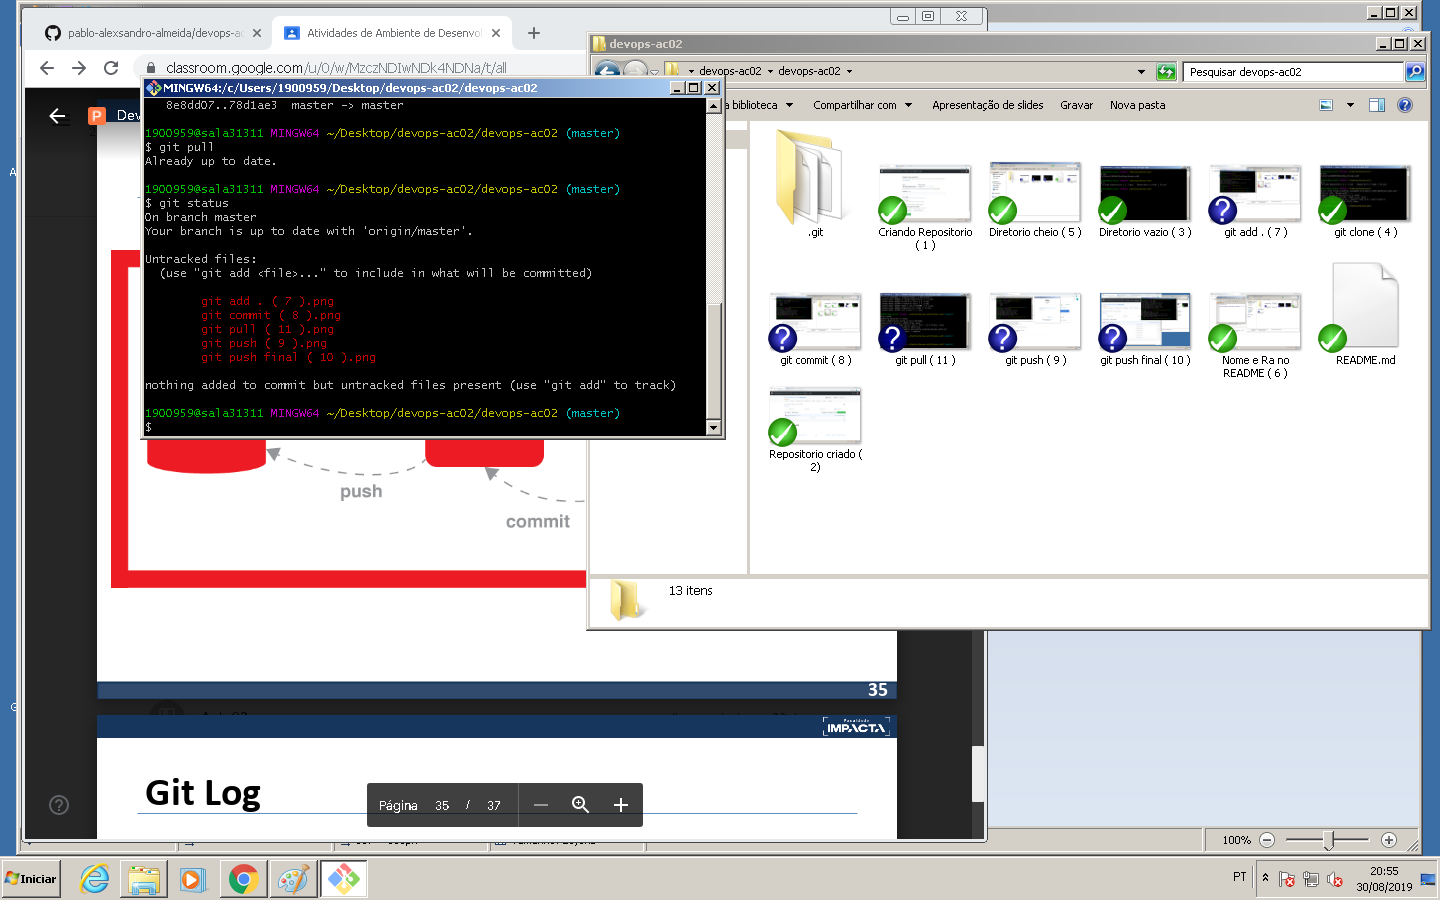 pablo-alexsandro-almeida/devops-ac
Atividades de Ambiente de Desenvol
classroom.google.com/u/0/w/MzczNDIwNDk4NDNa/t/all
devops-ac02
devops-ac02
devops-ac02
Pesquisar devops-ac02
a biblioteca
Compartilhar com
Apresentação de slides
Gravar
Nova pasta
MINGW64:/c/Users/1900959/Desktop/devops-ac02/devops-ac02
8e8dd07..78d1ae3  master -> master
1900959@sala31311 MINGW64 ~/Desktop/devops-ac02/devops-ac02 (master)
$ git pull
Already up to date.
1900959@sala31311 MINGW64 ~/Desktop/devops-ac02/devops-ac02 (master)
$ git status
On branch master
Your branch is up to date with 'origin/master'.
Untracked files:
(use "git add <file>..." to include in what will be committed)
git add . ( 7 ).png
git commit ( 8 ).png
git pull ( 11 ).png
git push ( 9 ).png
git push final ( 10 ).png
nothing added to commit but untracked files present (use "git add" to track)
1900959@sala31311 MINGW64 ~/Desktop/devops-ac02/devops-ac02 (master)
$
Dev
.git
Criando Repositorio
( 1 )
Diretorio cheio ( 5 )
Diretorio vazio ( 3 )
git add . ( 7 )
git clone ( 4 )
git commit ( 8 )
git pull ( 11 )
git push ( 9 )
git push final ( 10 )
Nome e Ra no
README ( 6 )
README.md
Repositorio criado (
2)
13 itens
push
commit
35
Faculdade
IMPACTA
Git Log
Página 35 / 37
100%
Iniciar
PT
20:55
30/08/2019